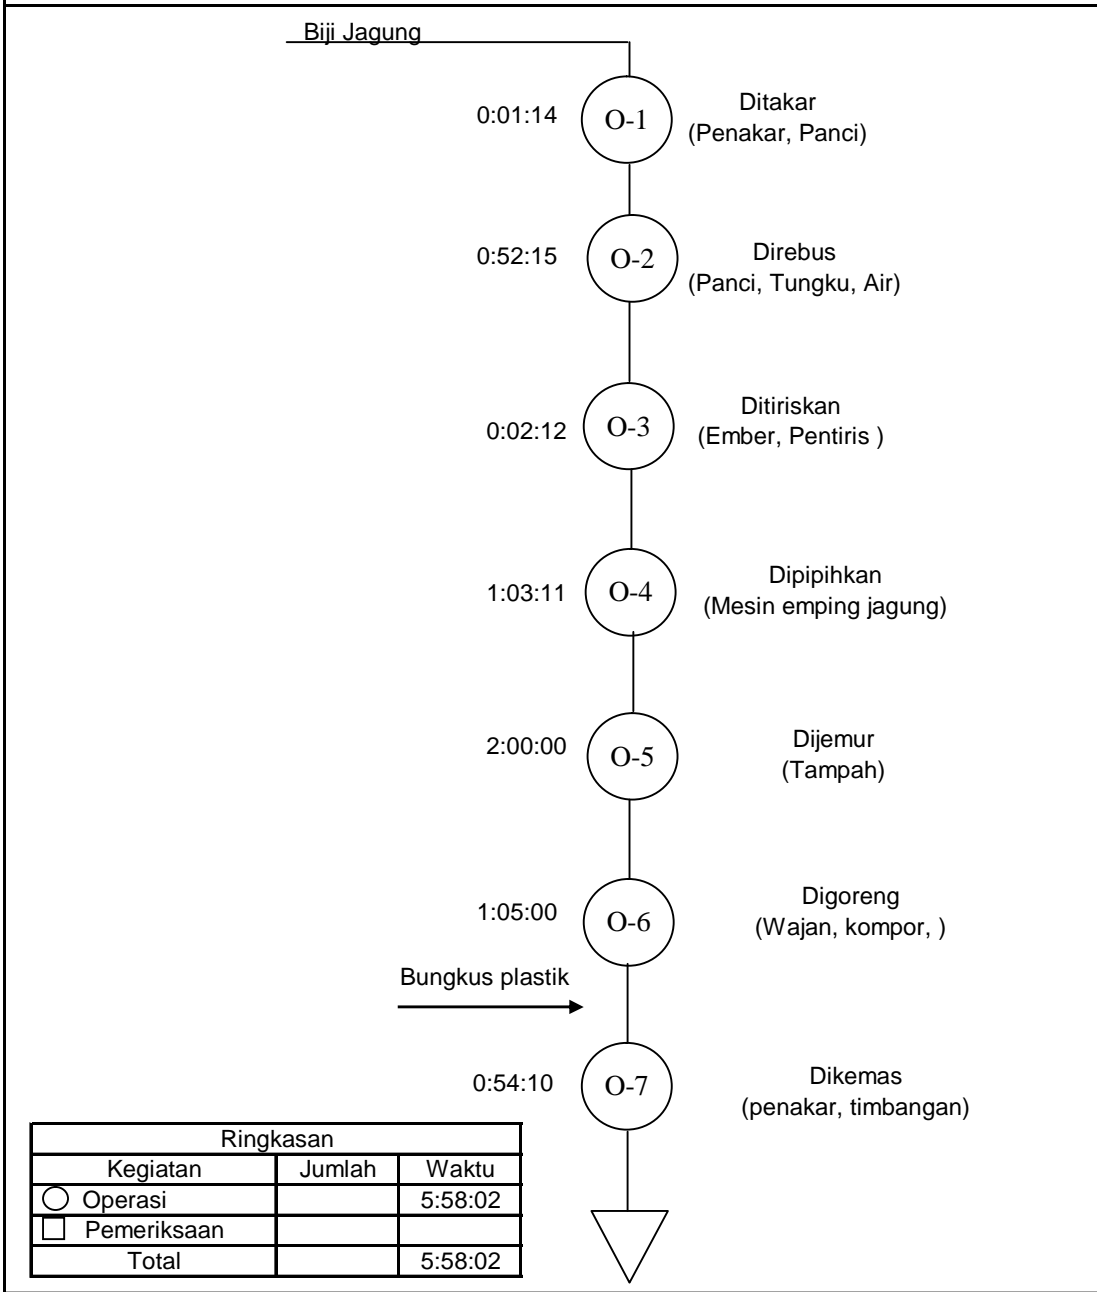 Biji Jagung
0:01:14
O-1
Ditakar
(Penakar, Panci)
0:52:15
O-2
Direbus
(Panci, Tungku, Air)
0:02:12
O-3
Ditiriskan
(Ember, Pentiris )
1:03:11
O-4
Dipipihkan
(Mesin emping jagung)
2:00:00
O-5
Dijemur
(Tampah)
1:05:00
O-6
Digoreng
(Wajan, kompor, )
Bungkus plastik
0:54:10
O-7
Dikemas
(penakar, timbangan)
Ringkasan
Kegiatan Jumlah Waktu
Operasi 5:58:02
Pemeriksaan
Total 5:58:02